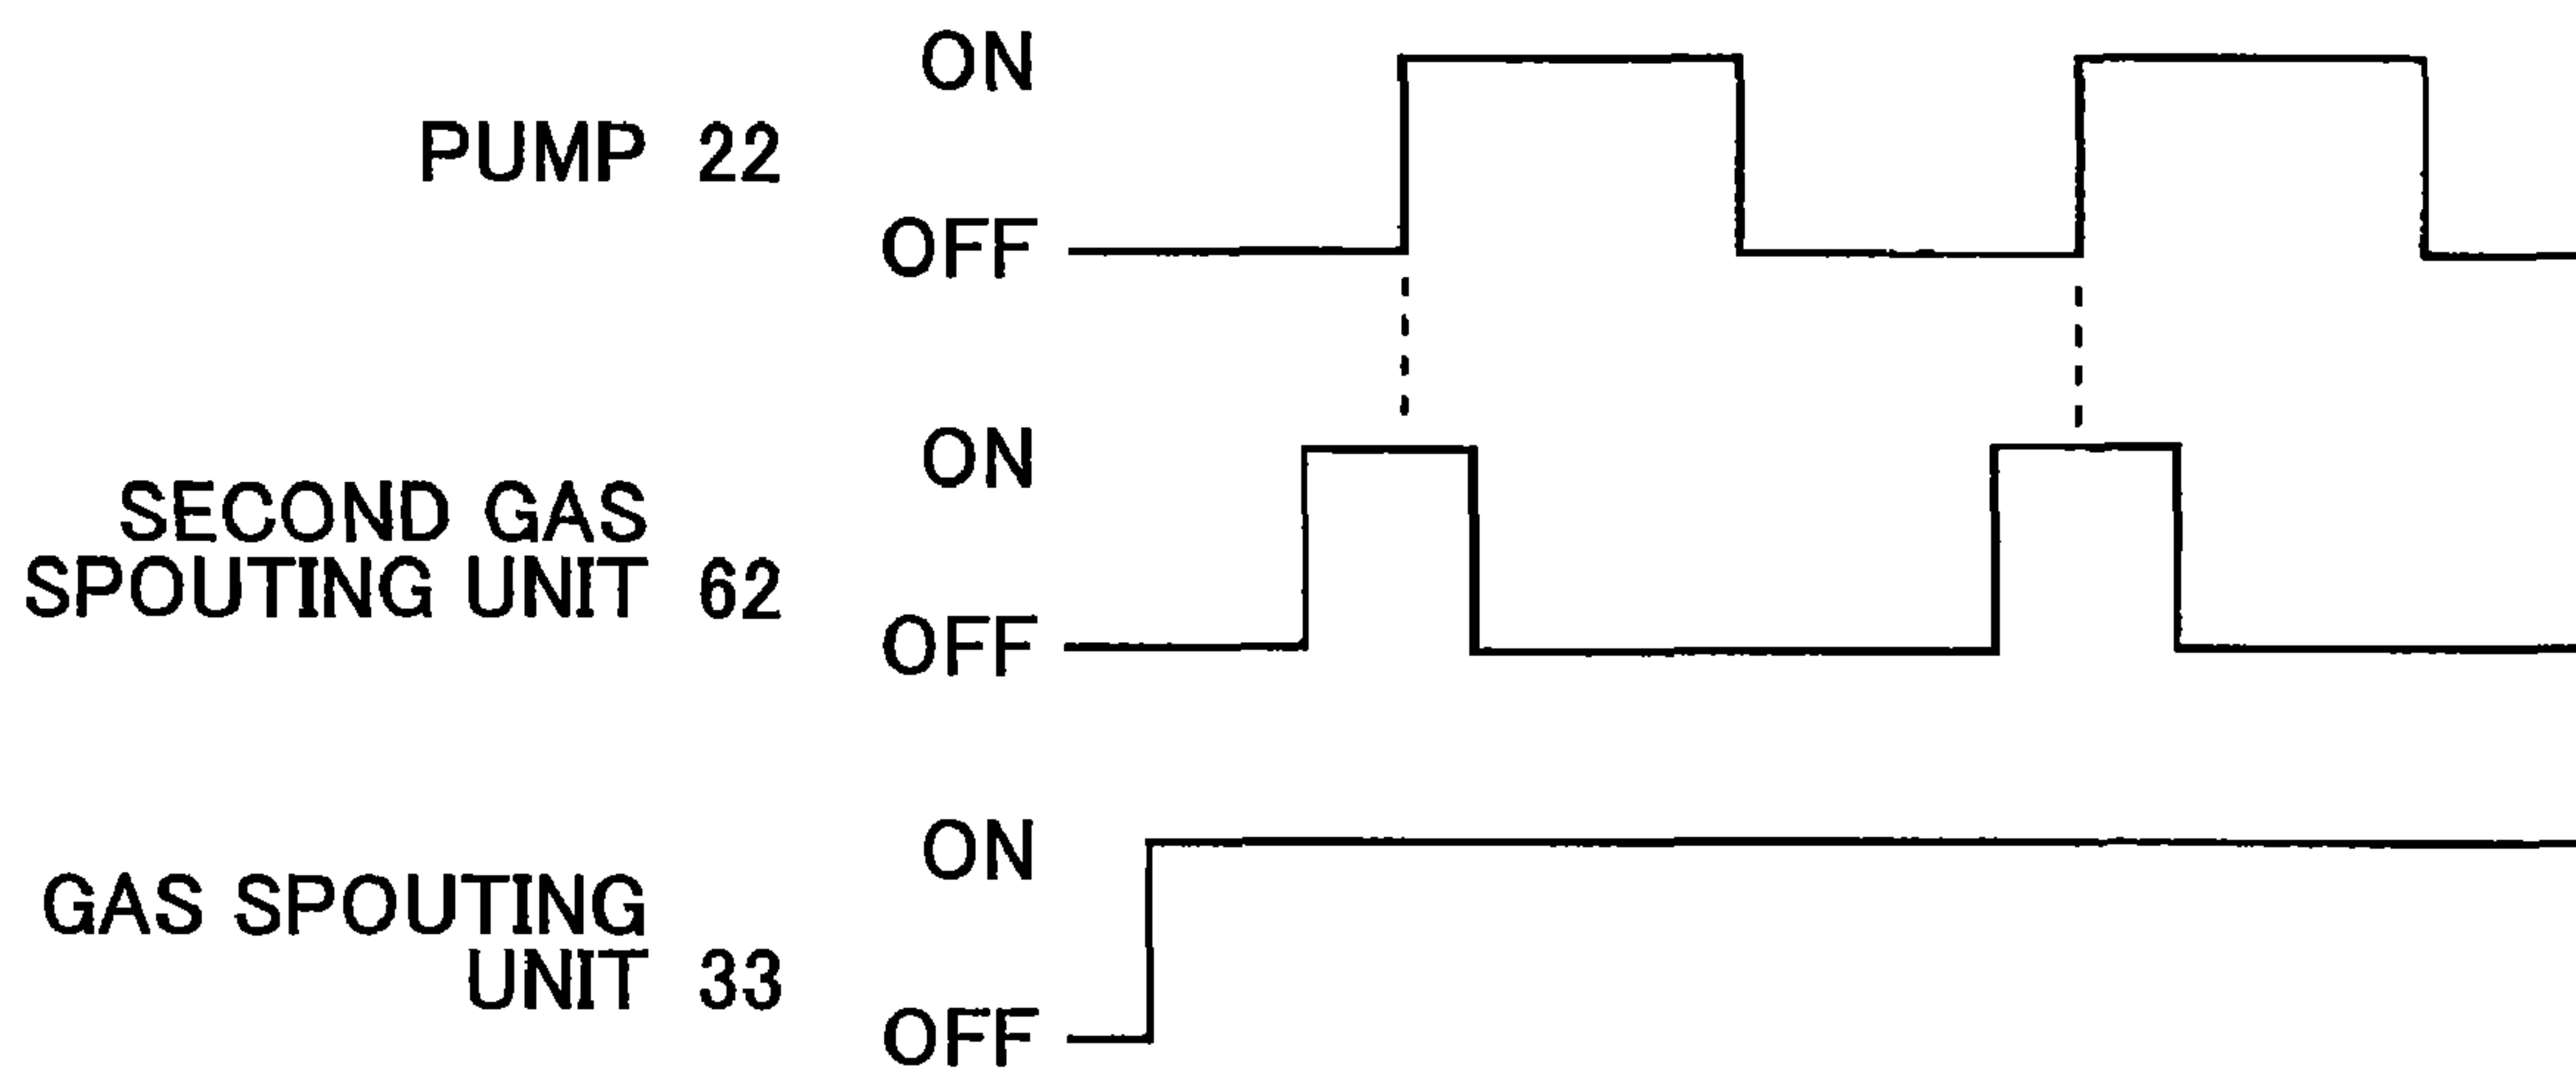 ON
PUMP 22
OFF
ON
SECOND GAS
SPOUTING UNIT 62
OFF
ON
GAS SPOUTING
UNIT 33
OFF